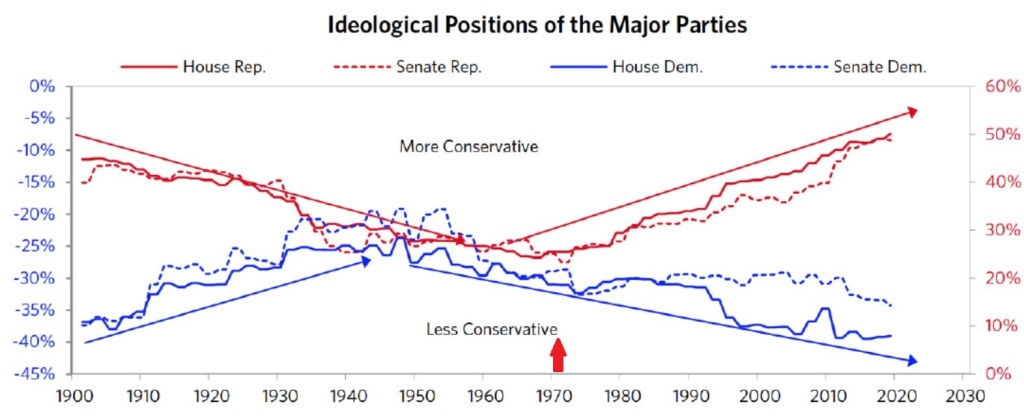 Ideological Positions of the Major Parties
House Rep. Senate Rep. House Dem. Senate Dem.
0% 60%
-5%
-10% 50%
More Conservative
-15% 40%
-20%
-25% 30%
-30% 20%
-35%
Less Conservative
-40% 10%
-45% 0%
1900 1910 1920 1930 1940 1950 1960 1970 1980 1990 2000 2010 2020 2030